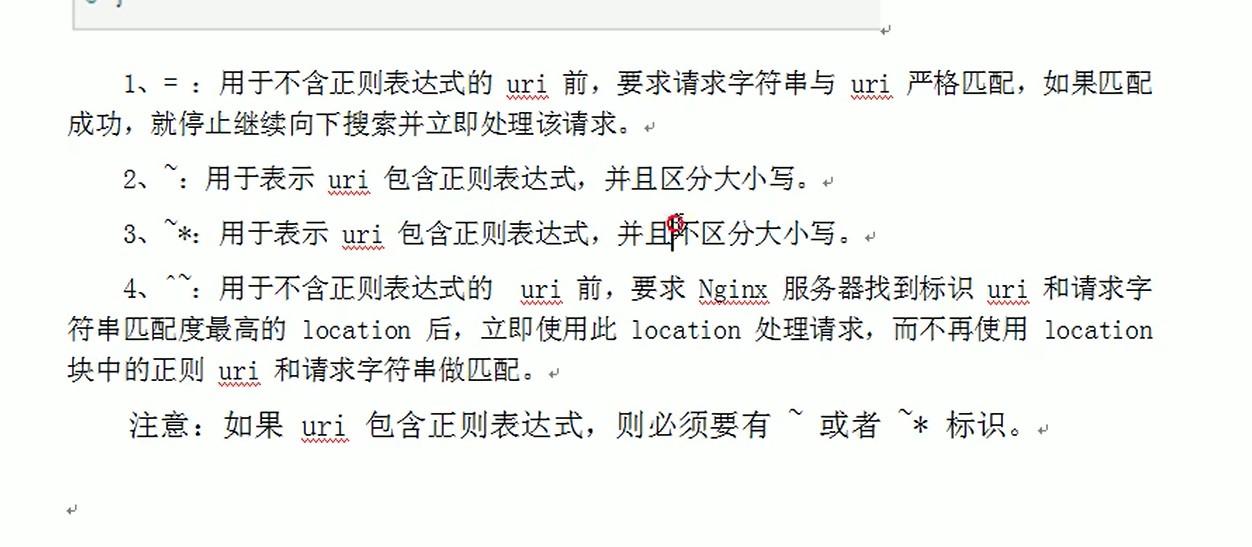 1、= ：用于不含正则表达式的 uri 前，要求请求字符串与 uri 严格匹配，如果匹配
成功，就停止继续向下搜索并立即处理该请求。
2、~：用于表示 uri 包含正则表达式，并且区分大小写。
3、~*：用于表示 uri 包含正则表达式，并且不区分大小写。
4、^~：用于不含正则表达式的 uri 前，要求 Nginx 服务器找到标识 uri 和请求字
符串匹配度最高的 location 后，立即使用此 location 处理请求，而不再使用 location
块中的正则 uri 和请求字符串做匹配。
注意：如果 uri 包含正则表达式，则必须要有 ~ 或者 ~* 标识。